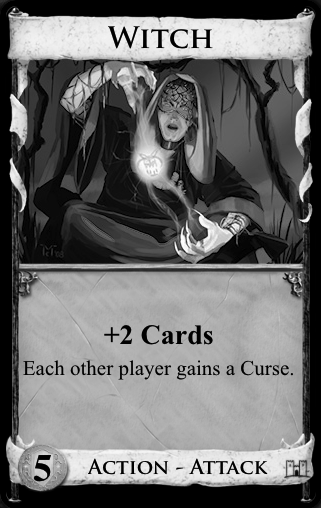 Witch
+2 Cards
Each other player gains a Curse.
5 Action - Attack